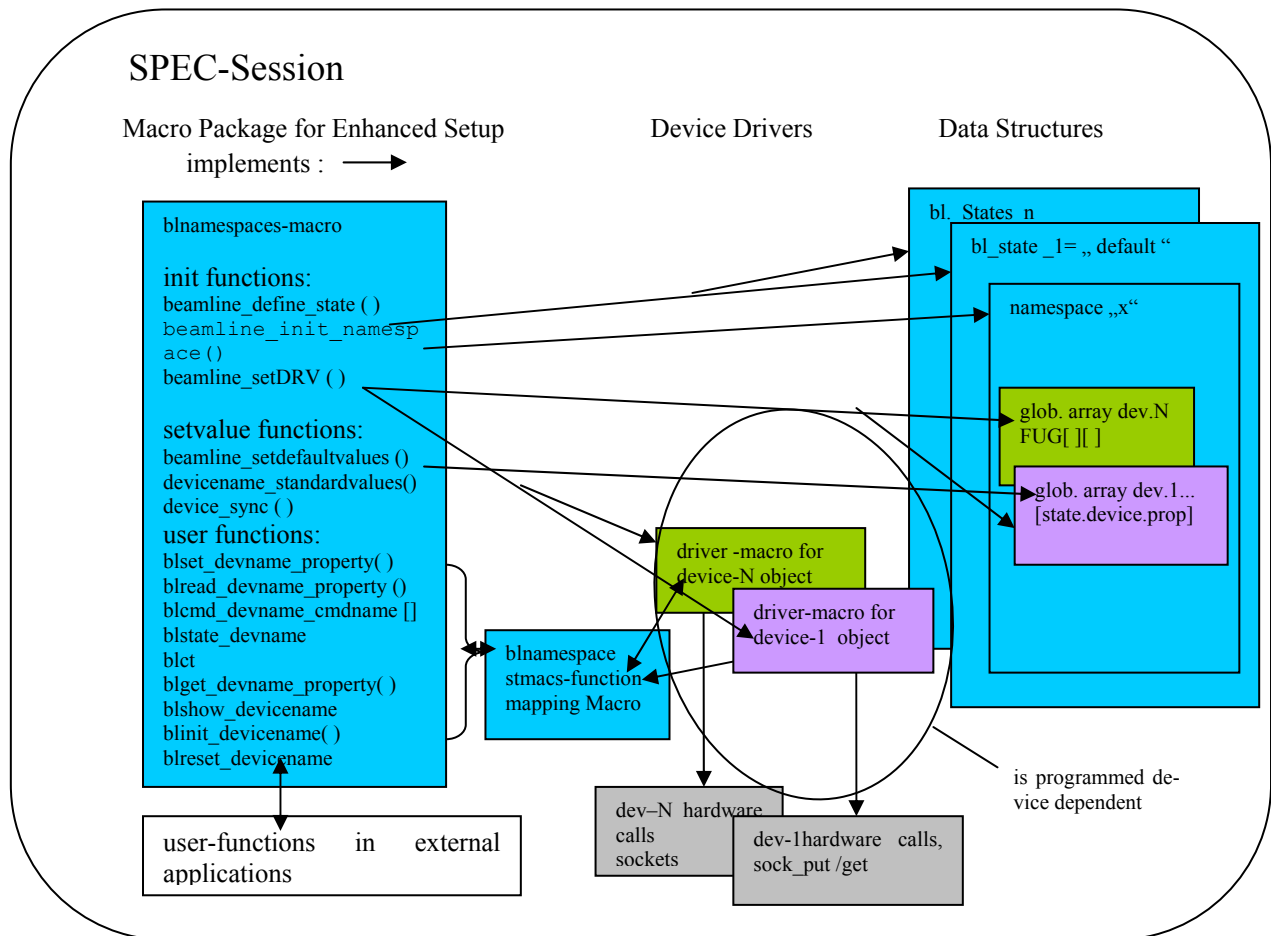 SPEC-Session
Macro Package for Enhanced Setup
implements :
Device Drivers
Data Structures
blnamespaces-macro
init functions:
beamline_define_state ( )
beamline_init_namesp
ace()
beamline_setDRV ( )
setvalue functions:
beamline_setdefaultvalues ()
devicename_standardvalues()
device_sync ( )
user functions:
blset_devname_property( )
blread_devname_property ()
blcmd_devname_cmdname []
blstate_devname
blct
blget_devname_property( )
blshow_devicename
blinit_devicename( )
blreset_devicename
user-functions in external
applications
blnamespace
stmacs-function
mapping Macro
driver -macro for
device-N object
driver-macro for
device-1 object
dev–N hardware
calls
sockets
dev-1hardware calls,
sock_put /get
bl. States n
bl_state _1= „ default “
namespace „x“
glob. array dev.N
FUG[ ][ ]
glob. array dev.1...
[state.device.prop]
is programmed de-
vice dependent